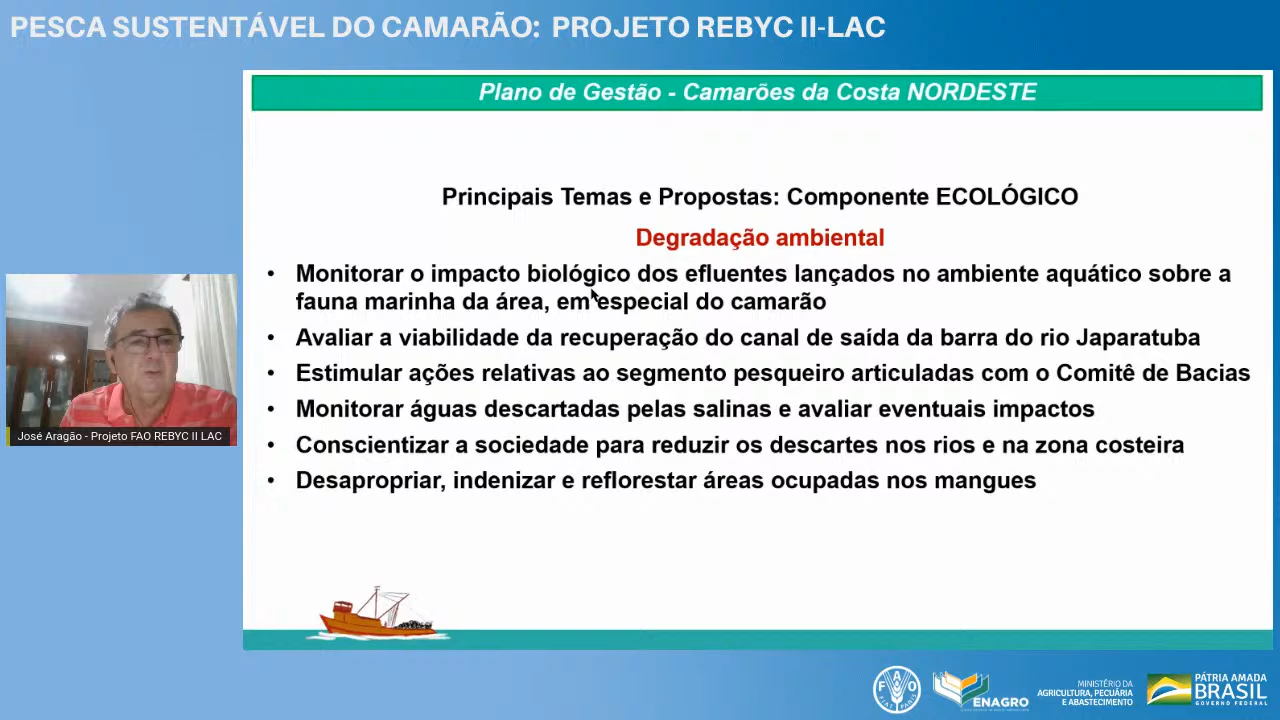 PESCA SUSTENTÁVEL DO CAMARÃO: PROJETO REBYC II-LAC
Plano de Gestão - Camarões da Costa NORDESTE
Principais Temas e Propostas: Componente ECOLÓGICO
Degradação ambiental
• Monitorar o impacto biológico dos efluentes lançados no ambiente aquático sobre a
fauna marinha da área, em especial do camarão
• Avaliar a viabilidade da recuperação do canal de saída da barra do rio Japaratuba
• Estimular ações relativas ao segmento pesqueiro articuladas com o Comitê de Bacias
• Monitorar águas descartadas pelas salinas e avaliar eventuais impactos
• Conscientizar a sociedade para reduzir os descartes nos rios e na zona costeira
• Desapropriar, indenizar e reflorestar áreas ocupadas nos mangues
José Aragão - Projeto FAO REBYC II LAC
FAO
FIAT PANIS
ENAGRO
MINISTÉRIO DA
AGRICULTURA, PECUÁRIA
E ABASTECIMENTO
PÁTRIA AMADA
BRASIL
GOVERNO FEDERAL